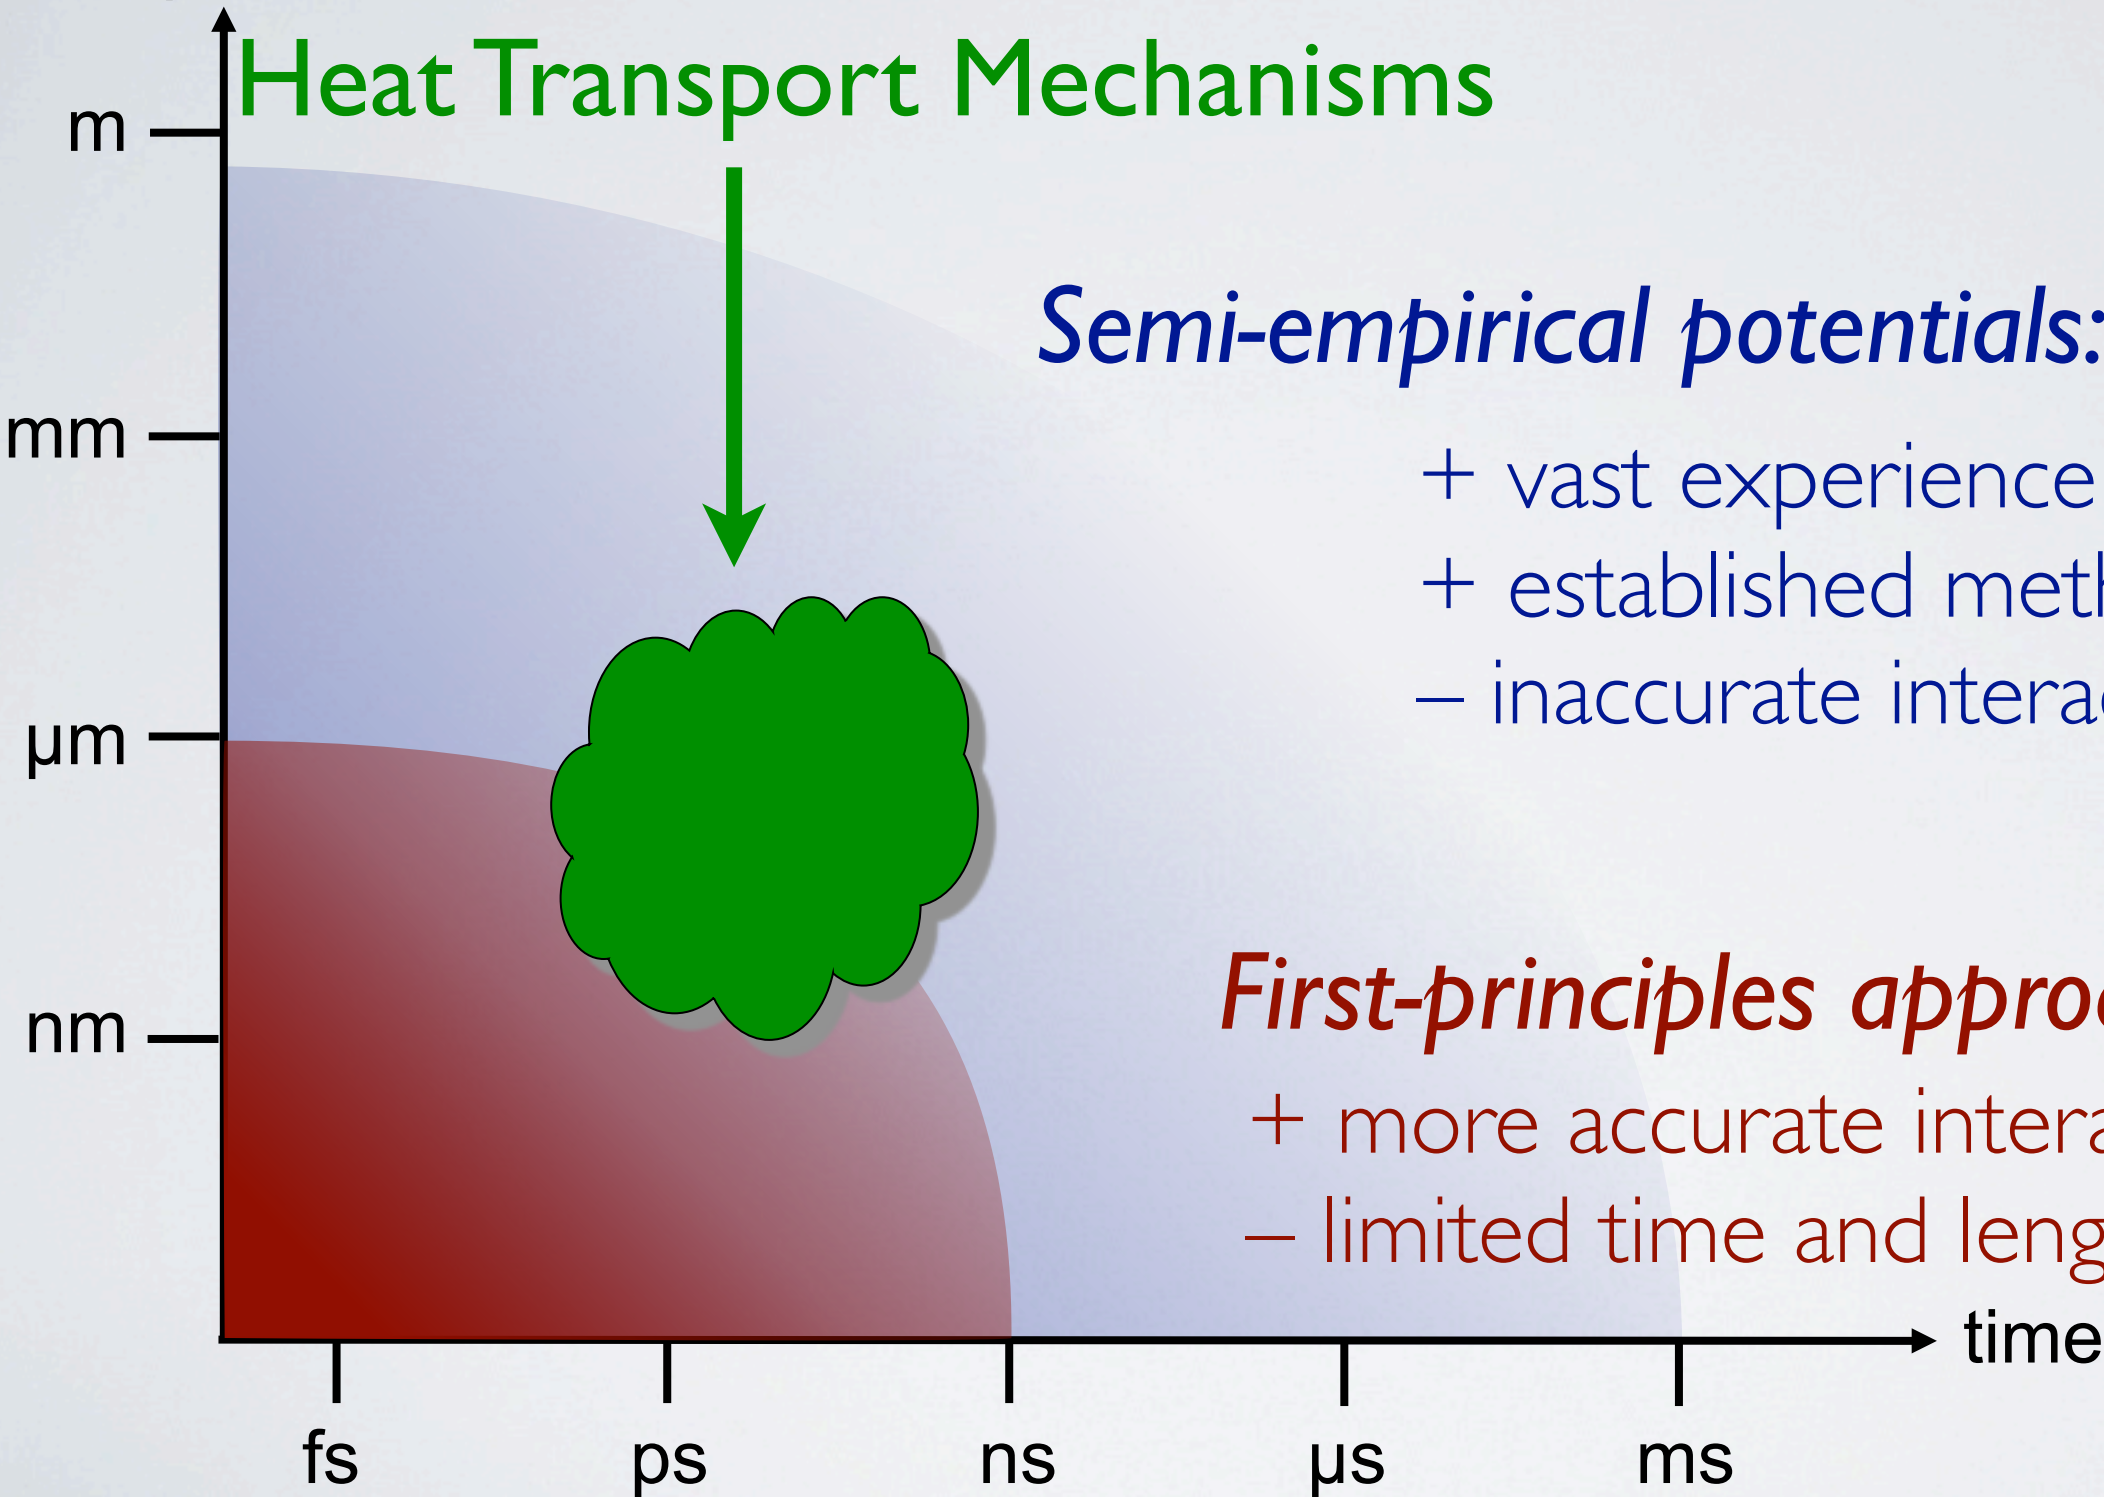 Heat Transport Mechanisms
m
mm
μm
nm
Semi-empirical potentials:
+ vast experience
+ established
– inaccurate
First-principles
+ more accurate
– limited time and
time
fs
ps
ns
μs
ms